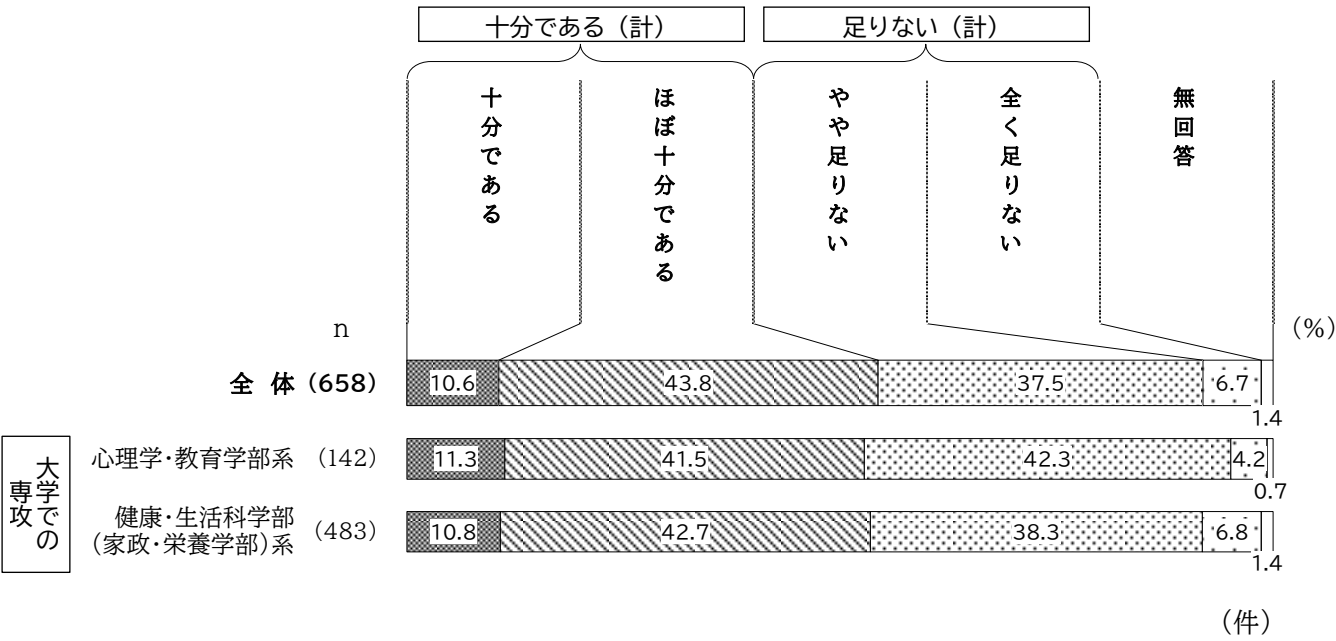 十分である（計）　足りない（計）
十分である
ほぼ十分である
やや足りない
全く足りない
無回答
n
（％）
全 体（658）
10.6 43.8 37.5 6.7
1.4
大学での
専攻
心理学・教育学部系 （142）
11.3 41.5 42.3 4.2
0.7
健康・生活科学部
（家政・栄養学部）系
（483）
10.8 42.7 38.3 6.8
1.4
（件）